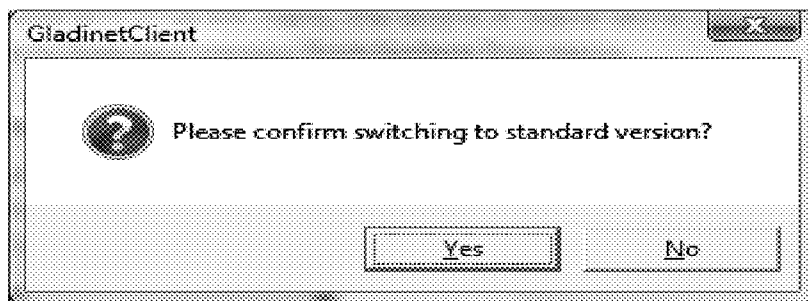 GladinetClient
Please confirm switching to standard version?
Yes
No